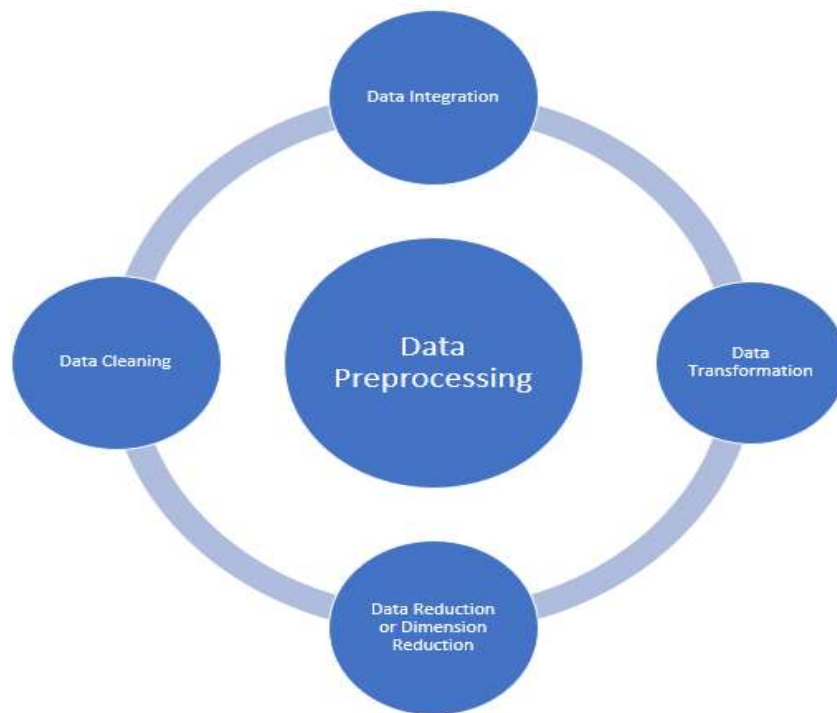 Data Integration
Data Cleaning
Data
Preprocessing
Data
Transformation
Data Reduction
or Dimension
Reduction